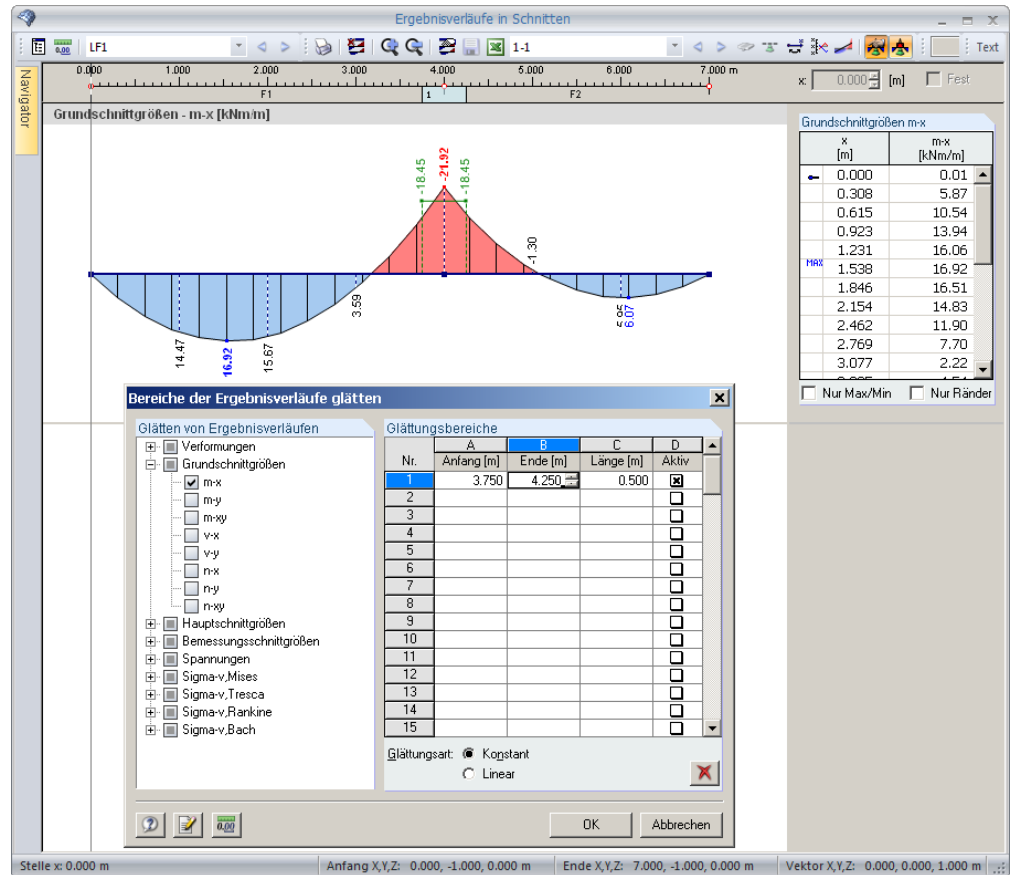 Ergebnisverläufe in Schnitten
LF1
1-1
Text
Navigator
0.000 1.000 2.000 3.000 4.000 5.000 6.000 7.000 m
F1 1 F2
x: 0.000 [m] Fest
Grundschnittgrößen - m-x [kNm/m]
-18.45
-21.92
-18.45
-1.30
3.59
14.47
16.92
15.67
5.95
6.07
Grundschnittgrößen m-x
x [m] m-x [kNm/m]
0.000 0.01
0.308 5.87
0.615 10.54
0.923 13.94
1.231 16.06
MAX 1.538 16.92
1.846 16.51
2.154 14.83
2.462 11.90
2.769 7.70
3.077 2.22
Nur Max/Min Nur Ränder
Bereiche der Ergebnisverläufe glätten
Glätten von Ergebnisverläufen
Verformungen
Grundschnittgrößen
m-x
m-y
m-xy
v-x
v-y
n-x
n-y
n-xy
Hauptschnittgrößen
Bemessungsschnittgrößen
Spannungen
Sigma-v,Mises
Sigma-v,Tresca
Sigma-v,Rankine
Sigma-v,Bach
Glättungsbereiche
A B C D
Nr. Anfang [m] Ende [m] Länge [m] Aktiv
1 3.750 4.250 0.500
2
3
4
5
6
7
8
9
10
11
12
13
14
15
Glättungsart: Konstant
Linear
OK Abbrechen
Stelle x: 0.000 m Anfang X,Y,Z: 0.000, -1.000, 0.000 m Ende X,Y,Z: 7.000, -1.000, 0.000 m Vektor X,Y,Z: 0.000, 0.000, 1.000 m